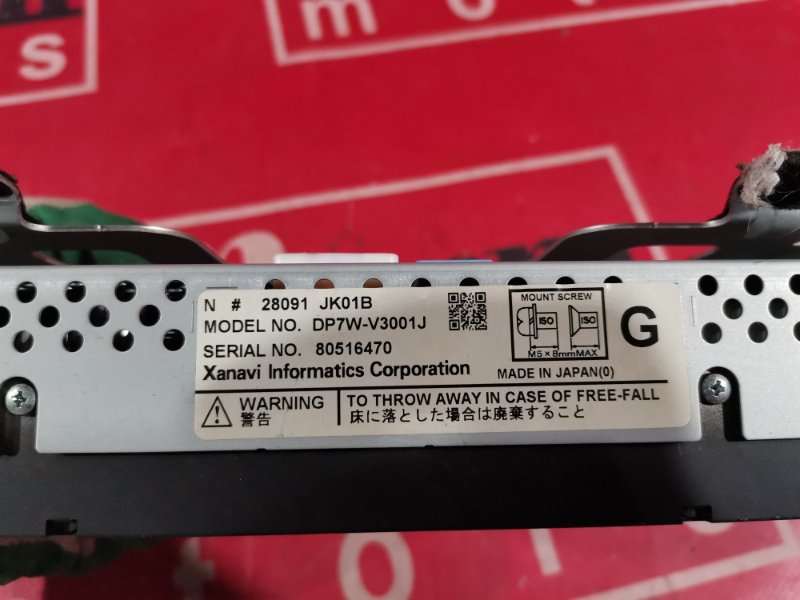 s
m o t
N # 28091 JK01B
MODEL NO. DP7W-V3001J
SERIAL NO. 80516470
Xanavi Informatics Corporation
MADE IN JAPAN(0)
MOUNT SCREW
ISO ISO
M5×8mmMAX
G
WARNING
警告
TO THROW AWAY IN CASE OF FREE-FALL
床に落とした場合は廃棄すること
t o r s